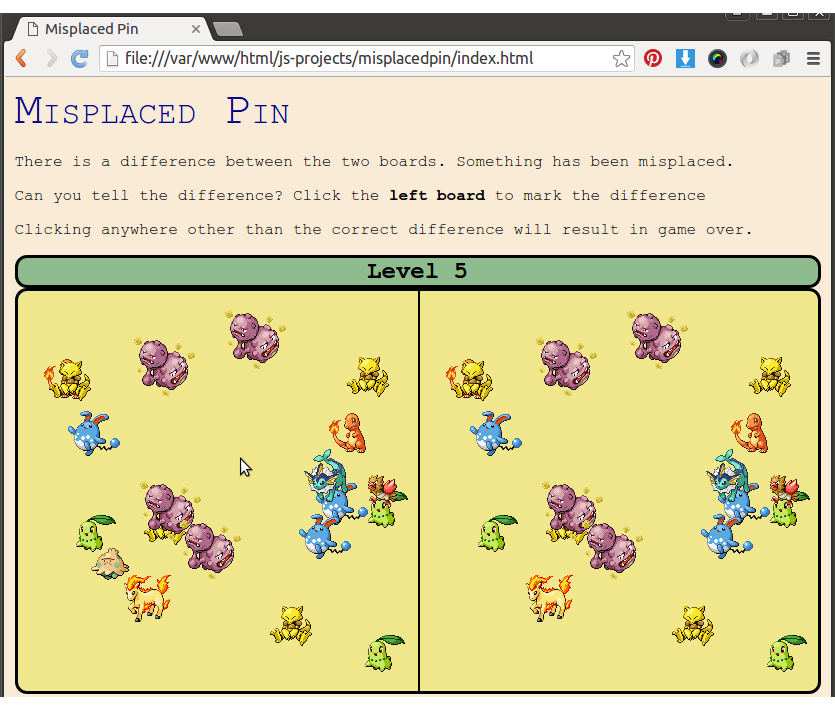 Misplaced Pin
file:///var/www/html/js-projects/misplacedpin/index.html
Misplaced Pin
There is a difference between the two boards. Something has been misplaced.
Can you tell the difference? Click the left board to mark the difference
Clicking anywhere other than the correct difference will result in game over.
Level 5